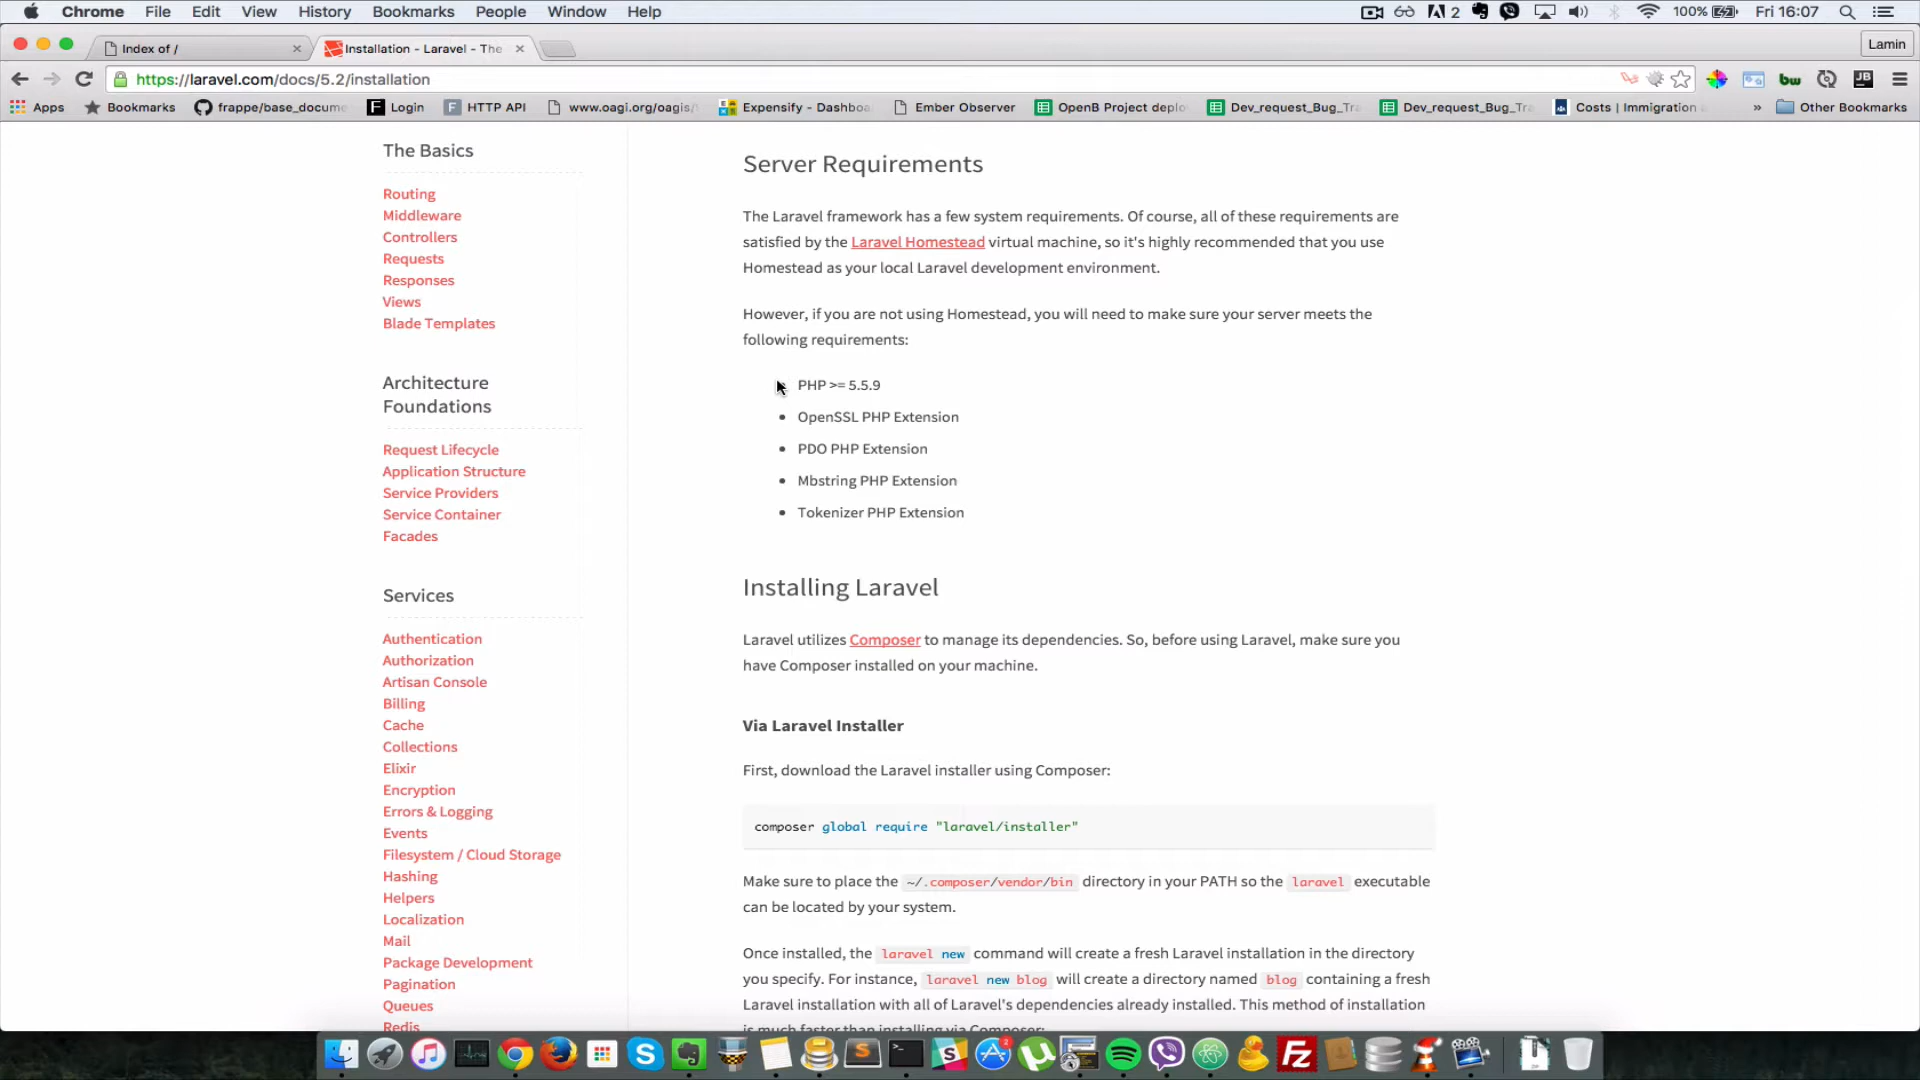 Chrome File Edit View History Bookmarks People Window Help
2 100% Fri 16:07
Index of /
Installation - Laravel - The
Lamin
https://laravel.com/docs/5.2/installation
Apps Bookmarks frappe/base_docume Login HTTP API www.oagi.org/oagis/ Expensify - Dashboa Ember Observer OpenB Project deplo Dev_request_Bug_Tra Dev_request_Bug_Tra Costs | Immigration » Other Bookmarks
The Basics
Routing
Middleware
Controllers
Requests
Responses
Views
Blade Templates
Architecture
Foundations
Request Lifecycle
Application Structure
Service Providers
Service Container
Facades
Services
Authentication
Authorization
Artisan Console
Billing
Cache
Collections
Elixir
Encryption
Errors & Logging
Events
Filesystem / Cloud Storage
Hashing
Helpers
Localization
Mail
Package Development
Pagination
Queues
Redis
Server Requirements
The Laravel framework has a few system requirements. Of course, all of these requirements are
satisfied by the Laravel Homestead virtual machine, so it's highly recommended that you use
Homestead as your local Laravel development environment.
However, if you are not using Homestead, you will need to make sure your server meets the
following requirements:
PHP >= 5.5.9
• OpenSSL PHP Extension
• PDO PHP Extension
• Mbstring PHP Extension
• Tokenizer PHP Extension
Installing Laravel
Laravel utilizes Composer to manage its dependencies. So, before using Laravel, make sure you
have Composer installed on your machine.
Via Laravel Installer
First, download the Laravel installer using Composer:
composer global require "laravel/installer"
Make sure to place the ~/.composer/vendor/bin directory in your PATH so the laravel executable
can be located by your system.
Once installed, the laravel new command will create a fresh Laravel installation in the directory
you specify. For instance, laravel new blog will create a directory named blog containing a fresh
Laravel installation with all of Laravel's dependencies already installed. This method of installation
is much faster than installing via Composer: